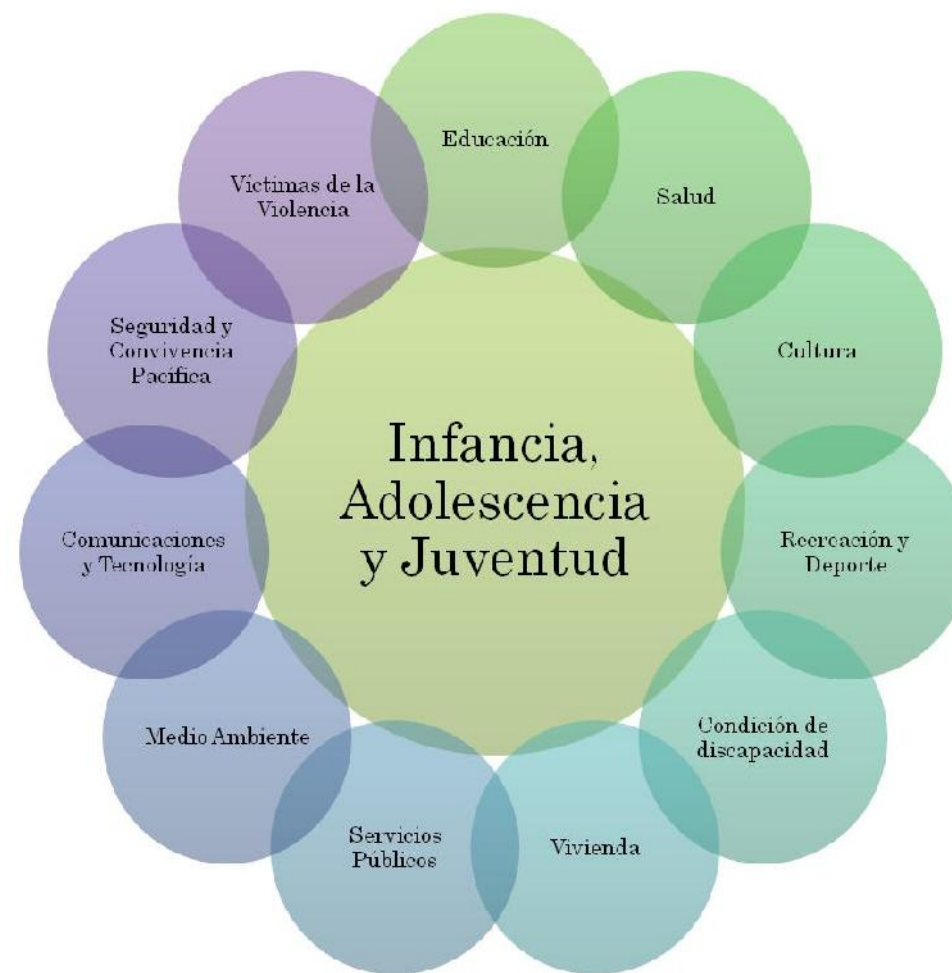 Educación
Salud
Cultura
Recreación y
Deporte
Condición de
discapacidad
Vivienda
Servicios
Públicos
Medio Ambiente
Comunicaciones
y Tecnología
Seguridad y
Convivencia
Pacífica
Víctimas de la
Violencia
Infancia,
Adolescencia
y Juventud